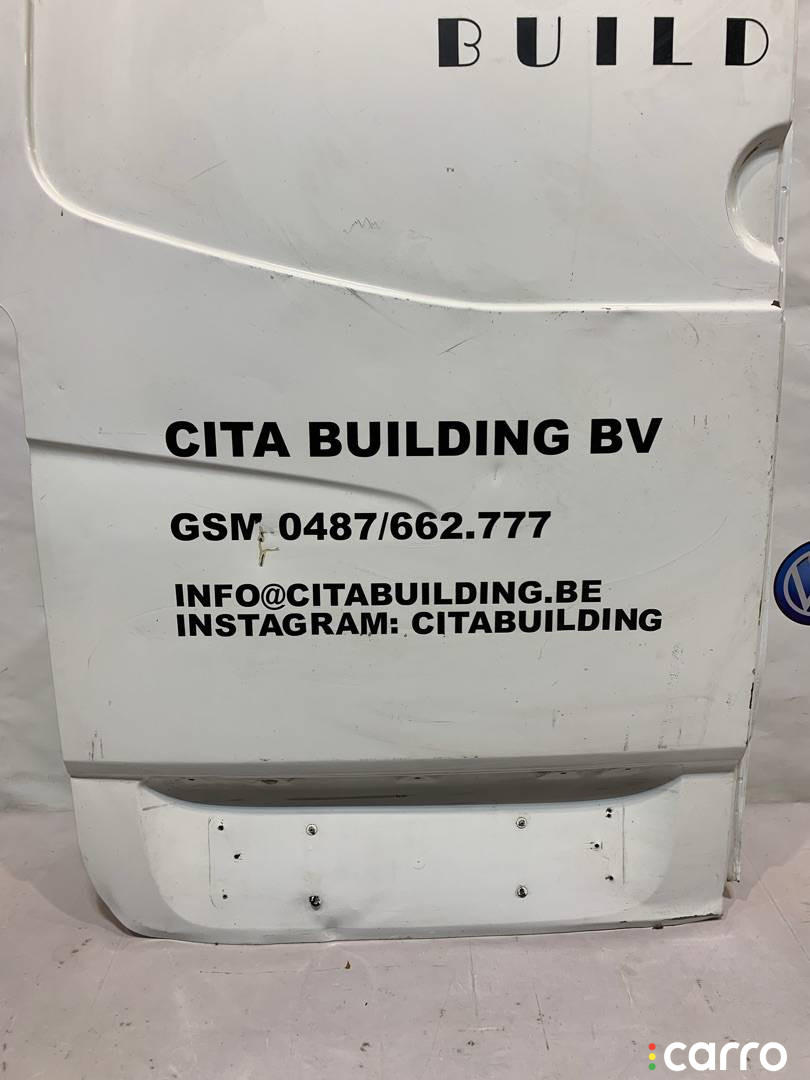 BUILD
CITA BUILDING BV
GSM 0487/662.777
INFO@CITABUILDING.BE
INSTAGRAM: CITABUILDING
carro